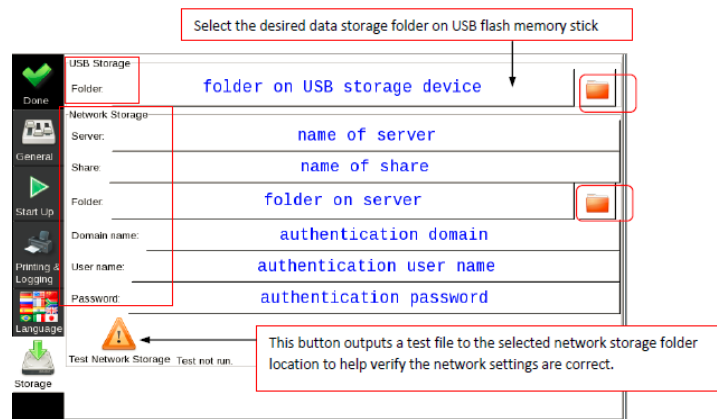 Select the desired data storage folder on USB flash memory stick
USB Storage
Folder: folder on USB storage device
Done
Network Storage
Server: name of server
General
Share: name of share
Folder: folder on server
Start Up
Domain name: authentication domain
Printing &
Logging
User name: authentication user name
Password: authentication password
Language
This button outputs a test file to the selected network storage folder
location to help verify the network settings are correct.
Test Network Storage Test not run.
Storage